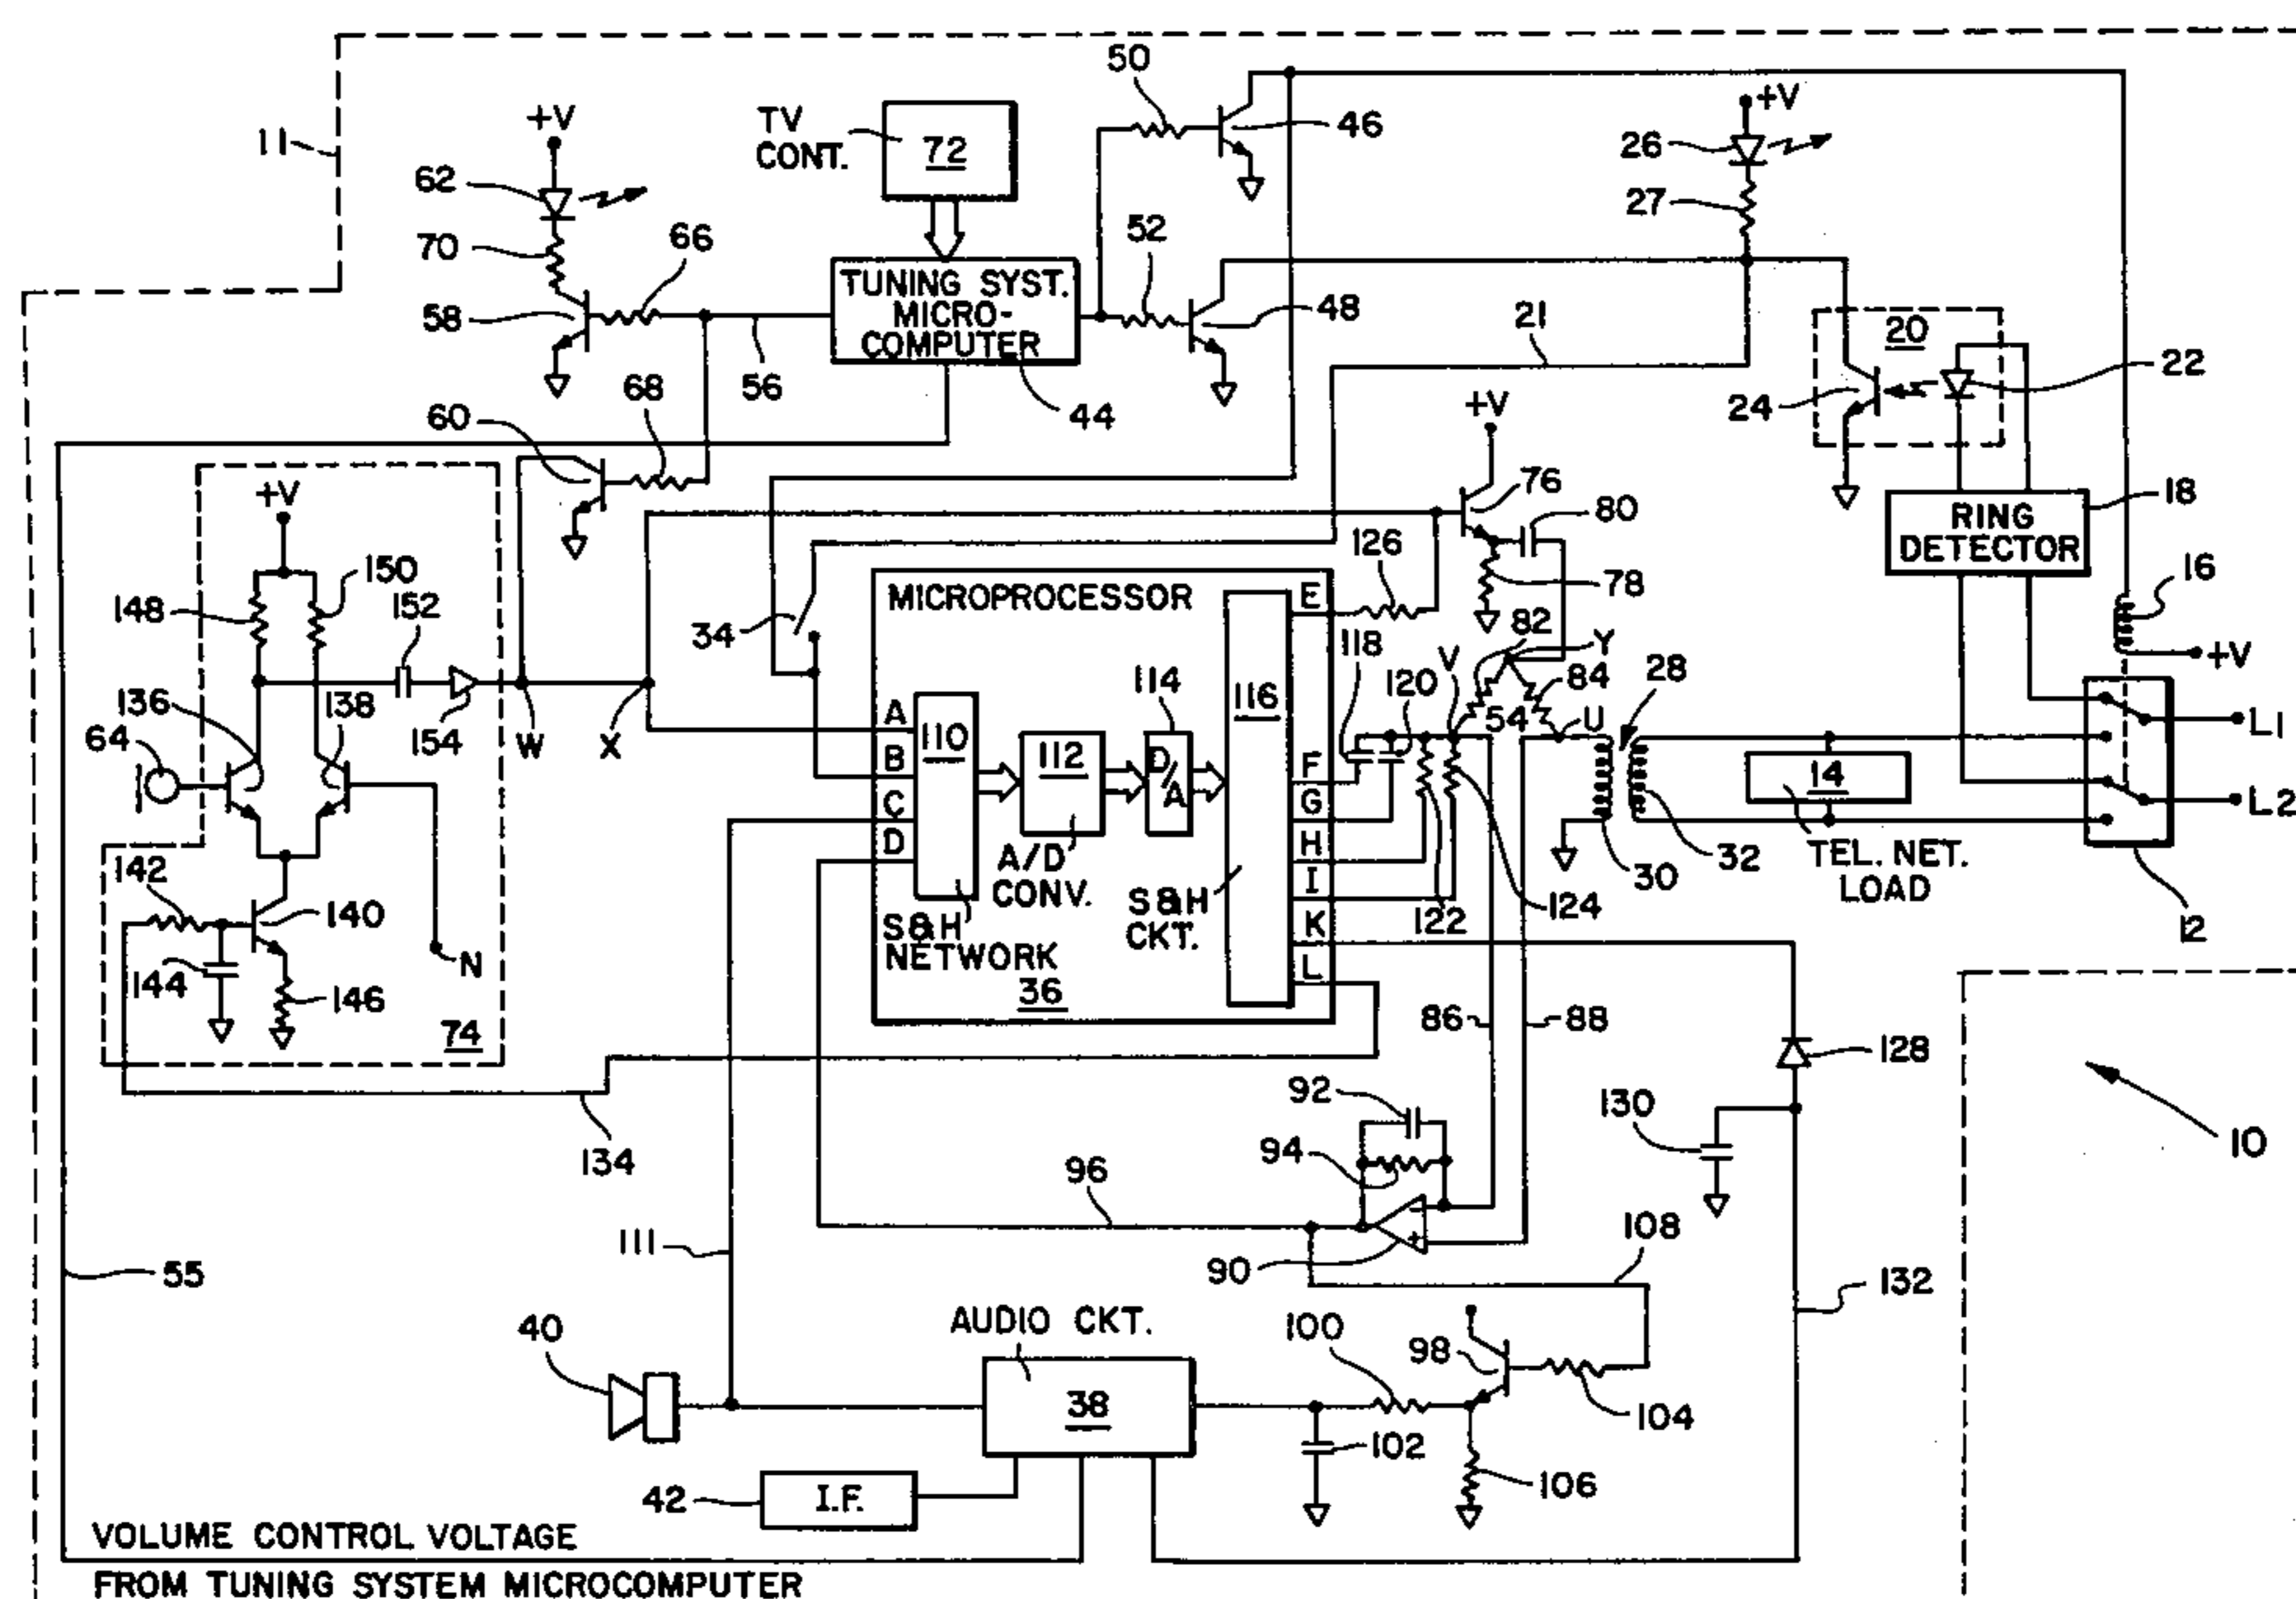 50
11
+V
TV
CONT.
72
46
+V
26
62
70
66
27
52
TUNING SYST.
MICRO-
COMPUTER
58
48
21
20
22
24
68
56
44
60
+V
+V
76
80
18
RING
DETECTOR
126
16
150
148
152
MICROPROCESSOR
E
78
34
118
82
Y
+V
114
116
V
120
84
28
136
138
64
154
W
X
A
110
B
112
D/A
F
54
U
L1
14
C
G
L2
D
A/D
CONV.
H
30
32
TEL. NET.
LOAD
142
140
S&H
NETWORK
S&H
CKT.
I
122
124
12
K
N
144
146
36
L
74
86
88
128
92
130
10
134
94
96
111
108
55
90
132
40
AUDIO CKT.
100
98
38
104
102
106
42
I.F.
VOLUME CONTROL VOLTAGE
FROM TUNING SYSTEM MICROCOMPUTER
−
+